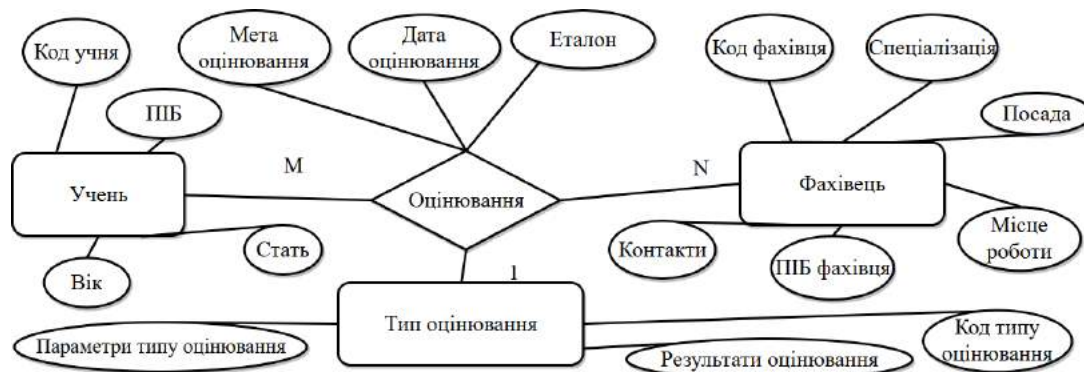 Код учня
Мета
оцінювання
Дата
оцінювання
Еталон
Код фахівця
Спеціалізація
ПІБ
Посада
Учень
M
Оцінювання
N
Фахівець
Вік
Стать
Контакти
ПІБ фахівця
Місце
роботи
1
Тип оцінювання
Параметри типу оцінювання
Результати оцінювання
Код типу
оцінювання